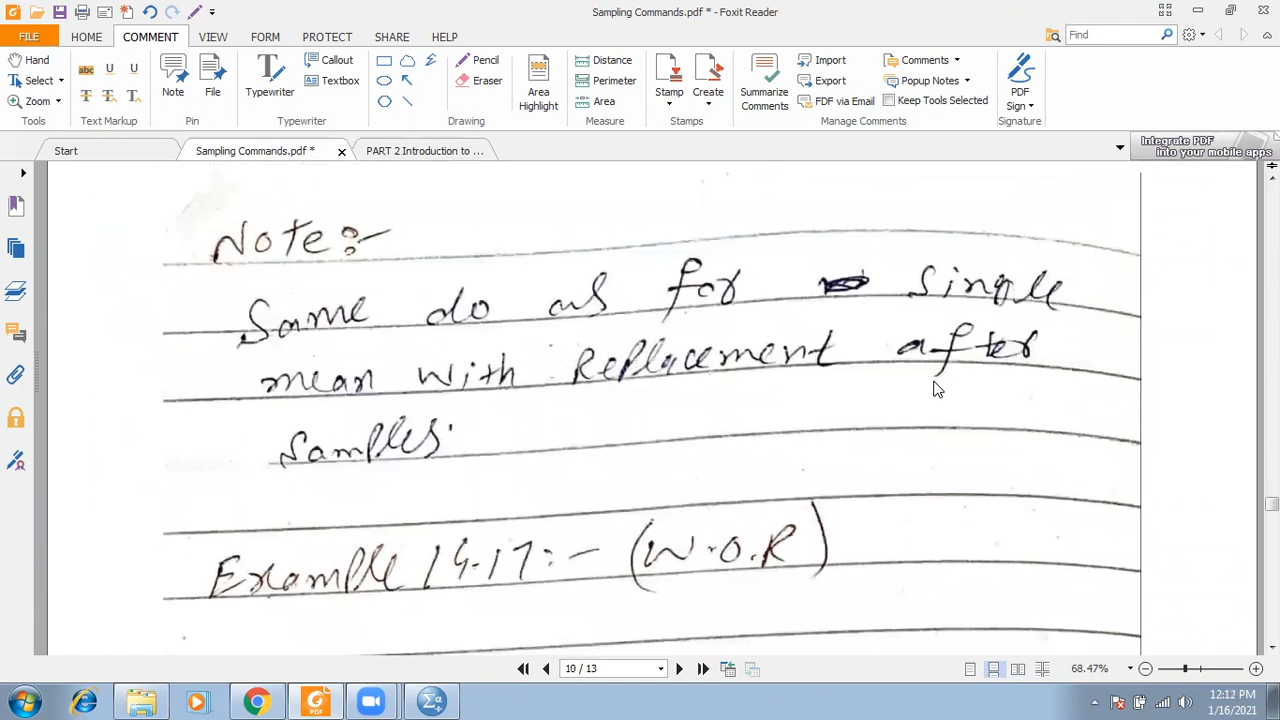 Sampling Commands.pdf * - Foxit Reader
FILE HOME COMMENT VIEW FORM PROTECT SHARE HELP
Find
Hand
Select
Zoom
Tools
Text Markup
Note
File
Pin
Typewriter
Callout
Textbox
Typewriter
Pencil
Eraser
Drawing
Area Highlight
Distance
Perimeter
Area
Measure
Stamp
Create
Stamps
Summarize Comments
Import
Export
FDF via Email
Comments
Popup Notes
Keep Tools Selected
Manage Comments
PDF Sign
Signature
Start
Sampling Commands.pdf *
PART 2 Introduction to ...
Integrate PDF
into your mobile apps
Note:-
Same do as for single
mean with Replacement after
samples.
Example 14.17:- (W.O.R)
10 / 13
68.47%
12:12 PM
1/16/2021